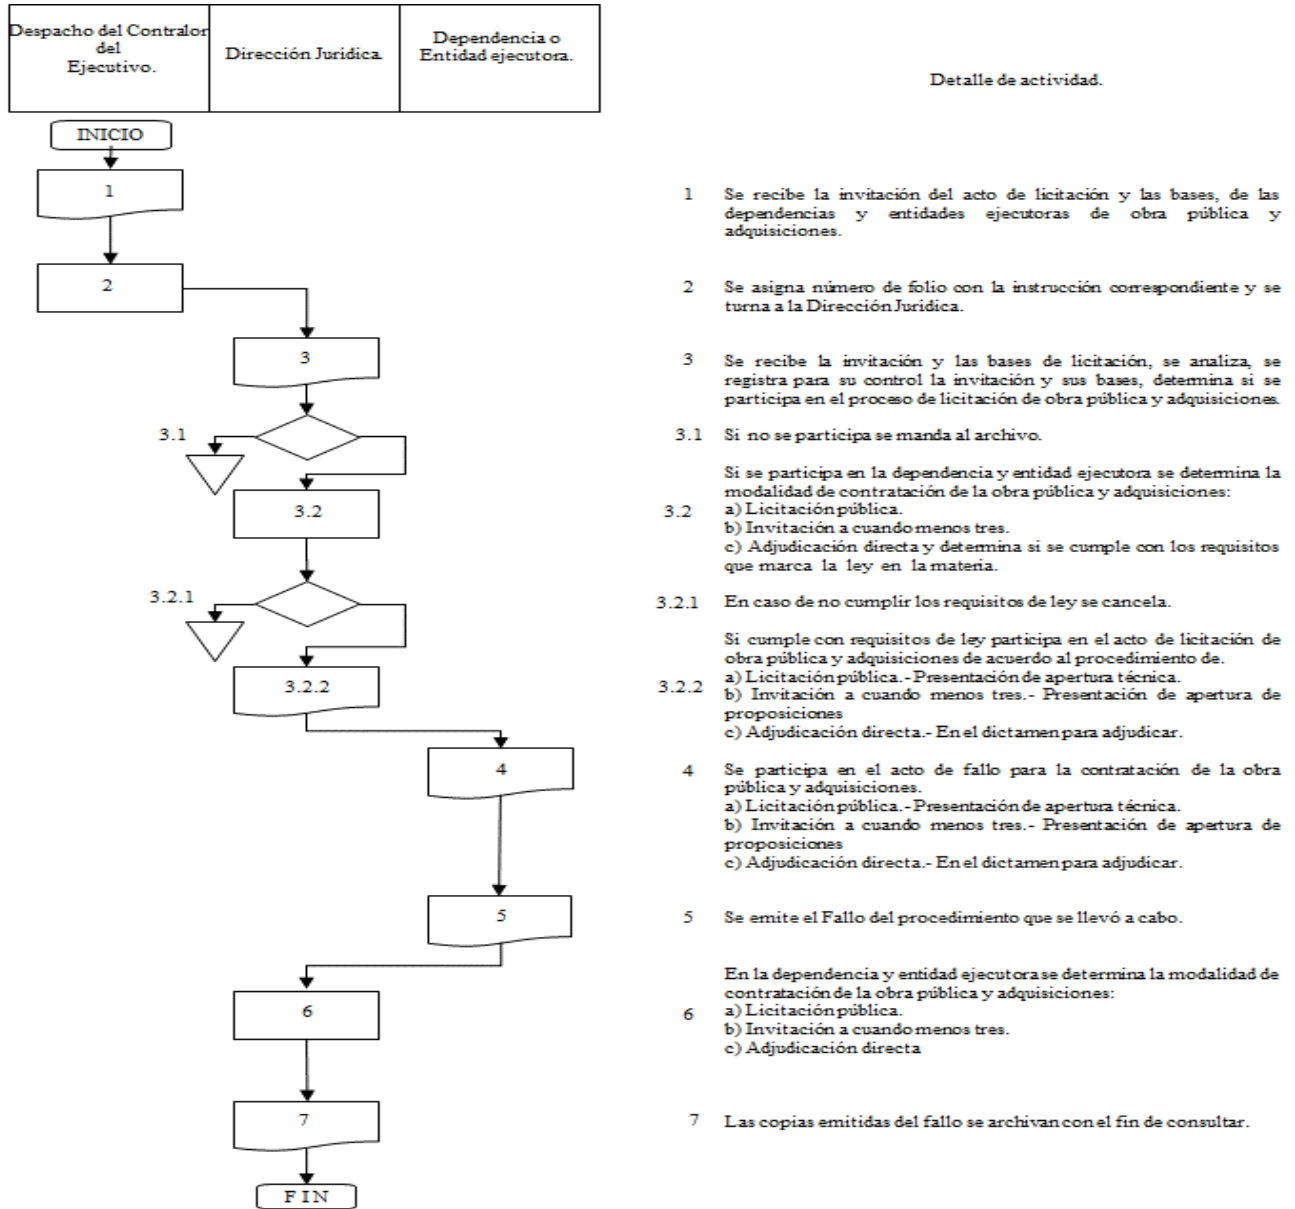 Despacho del Contralor
del
Ejecutivo.
Dirección Jurídica
Dependencia o
Entidad ejecutora.
Detalle de actividad.
INICIO
1
2
3
3.1
3.2
3.2.1
3.2.2
4
5
6
7
F I N
1 Se recibe la invitación del acto de licitación y las bases, de las
dependencias y entidades ejecutoras de obra pública y
adquisiciones.
2 Se asigna número de folio con la instrucción correspondiente y se
turna a la Dirección Jurídica.
3 Se recibe la invitación y las bases de licitación, se analiza, se
registra para su control la invitación y sus bases, determina si se
participa en el proceso de licitación de obra pública y adquisiciones.
3.1 Si no se participa se manda al archivo.
Si se participa en la dependencia y entidad ejecutora se determina la
modalidad de contratación de la obra pública y adquisiciones:
3.2 a) Licitación pública.
b) Invitación a cuando menos tres.
c) Adjudicación directa y determina si se cumple con los requisitos
que marca la ley en la materia.
3.2.1 En caso de no cumplir los requisitos de ley se cancela.
Si cumple con requisitos de ley participa en el acto de licitación de
obra pública y adquisiciones de acuerdo al procedimiento de.
3.2.2 a) Licitación pública.- Presentación de apertura técnica.
b) Invitación a cuando menos tres.- Presentación de apertura de
proposiciones
c) Adjudicación directa.- En el dictamen para adjudicar.
4 Se participa en el acto de fallo para la contratación de la obra
pública y adquisiciones.
a) Licitación pública.- Presentación de apertura técnica.
b) Invitación a cuando menos tres.- Presentación de apertura de
proposiciones
c) Adjudicación directa.- En el dictamen para adjudicar.
5 Se emite el Fallo del procedimiento que se llevó a cabo.
En la dependencia y entidad ejecutora se determina la modalidad de
contratación de la obra pública y adquisiciones:
6 a) Licitación pública.
b) Invitación a cuando menos tres.
c) Adjudicación directa
7 Las copias emitidas del fallo se archivan con el fin de consultar.